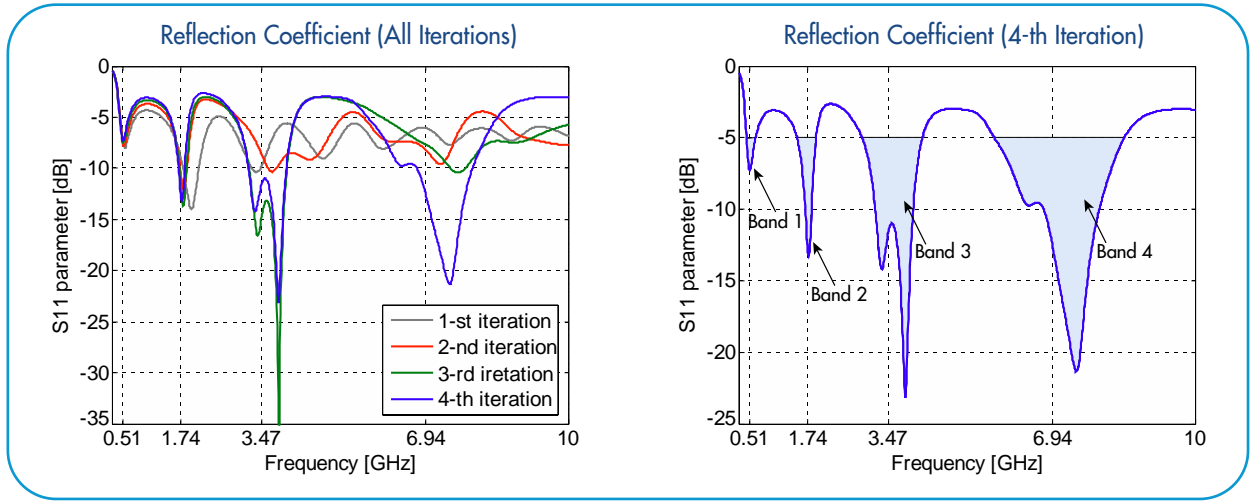 Reflection Coefficient (All Iterations)
0
-5
-10
-15
-20
-25
-30
-35
S11 parameter [dB]
0.51 1.74 3.47 6.94 10
Frequency [GHz]
1-st iteration
2-nd iteration
3-rd iretation
4-th iteration
Reflection Coefficient (4-th Iteration)
0
-5
-10
-15
-20
-25
S11 parameter [dB]
0.51 1.74 3.47 6.94 10
Frequency [GHz]
Band 1
Band 2
Band 3
Band 4